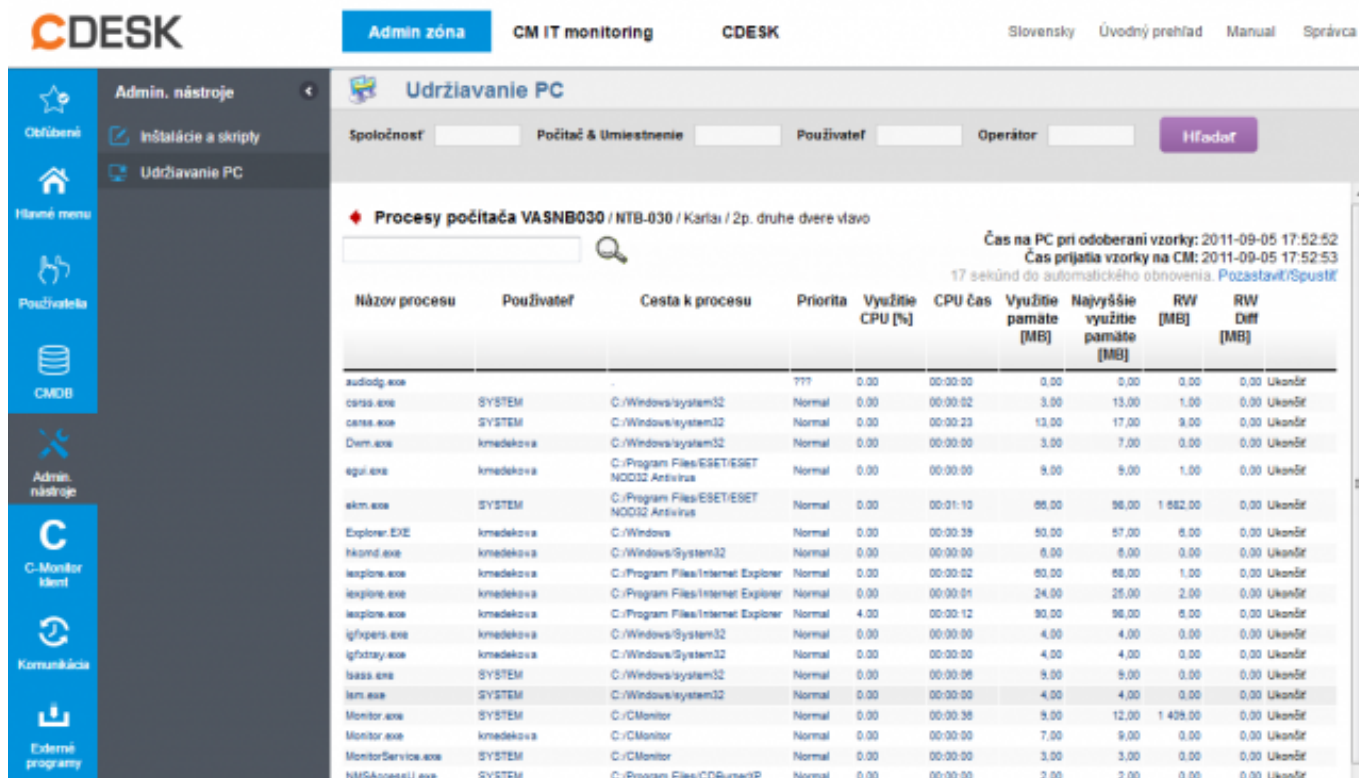 CDESK
Admin zóna CM IT monitoring CDESK Slovensky Úvodný prehľad Manual Správca
Obľúbené
Hlavné menu
Používatelia
CMDB
Admin. nástroje
C-Monitor klient
Komunikácia
Externé programy
Admin. nástroje
Inštalácie a skripty
Udržiavanie PC
Udržiavanie PC
Spoločnosť Počítač & Umiestnenie Používateľ Operátor Hľadať
Procesy počítača VASNB030 / NTB-030 / Karlai / 2p. druhe dvere vlavo
Čas na PC pri odoberaní vzorky: 2011-09-05 17:52:52
Čas prijatia vzorky na CM: 2011-09-05 17:52:53
17 sekúnd do automatického obnovenia. Pozastaviť/Spustiť
Názov procesu Používateľ Cesta k procesu Priorita Využitie CPU [%] CPU čas Využitie pamäte [MB] Najvyššie využitie pamäte [MB] RW [MB] RW Diff [MB]
audiodg.exe . ??? 0.00 00:00:00 0,00 0,00 0,00 0,00 Ukončiť
csrss.exe SYSTEM C:/Windows/system32 Normal 0.00 00:00:02 3,00 13,00 1,00 0,00 Ukončiť
csrss.exe SYSTEM C:/Windows/system32 Normal 0.00 00:00:23 13,00 17,00 9,00 0,00 Ukončiť
Dwm.exe kmedekova C:/Windows/system32 Normal 0.00 00:00:00 3,00 7,00 0,00 0,00 Ukončiť
egui.exe kmedekova C:/Program Files/ESET/ESET NOD32 Antivirus Normal 0.00 00:00:00 9,00 9,00 1,00 0,00 Ukončiť
ekrn.exe SYSTEM C:/Program Files/ESET/ESET NOD32 Antivirus Normal 0.00 00:01:10 66,00 98,00 1 682,00 0,00 Ukončiť
Explorer.EXE kmedekova C:/Windows Normal 0.00 00:00:39 50,00 57,00 6,00 0,00 Ukončiť
hkcmd.exe kmedekova C:/Windows/System32 Normal 0.00 00:00:00 6,00 6,00 0,00 0,00 Ukončiť
iexplore.exe kmedekova C:/Program Files/Internet Explorer Normal 0.00 00:00:02 60,00 68,00 1,00 0,00 Ukončiť
iexplore.exe kmedekova C:/Program Files/Internet Explorer Normal 0.00 00:00:01 24,00 25,00 2,00 0,00 Ukončiť
iexplore.exe kmedekova C:/Program Files/Internet Explorer Normal 4.00 00:00:12 90,00 98,00 6,00 0,00 Ukončiť
igfxpers.exe kmedekova C:/Windows/System32 Normal 0.00 00:00:00 4,00 4,00 0,00 0,00 Ukončiť
igfxtray.exe kmedekova C:/Windows/System32 Normal 0.00 00:00:00 4,00 4,00 0,00 0,00 Ukončiť
lsass.exe SYSTEM C:/Windows/system32 Normal 0.00 00:00:06 9,00 9,00 0,00 0,00 Ukončiť
lsm.exe SYSTEM C:/Windows/system32 Normal 0.00 00:00:00 4,00 4,00 0,00 0,00 Ukončiť
Monitor.exe SYSTEM C:/CMonitor Normal 0.00 00:00:36 9,00 12,00 1 409,00 0,00 Ukončiť
Monitor.exe kmedekova C:/CMonitor Normal 0.00 00:00:00 7,00 9,00 0,00 0,00 Ukončiť
MonitorService.exe SYSTEM C:/CMonitor Normal 0.00 00:00:00 3,00 3,00 0,00 0,00 Ukončiť
NMSAccessU.exe SYSTEM C:/Program Files/CDBurnerXP Normal 0.00 00:00:00 2,00 2,00 0,00 0,00 Ukončiť